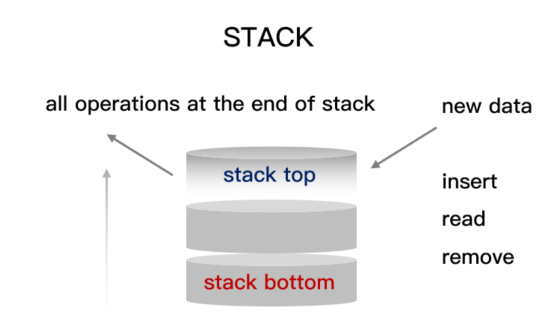 STACK
all operations at the end of stack
new data
stack top
insert
read
remove
stack bottom